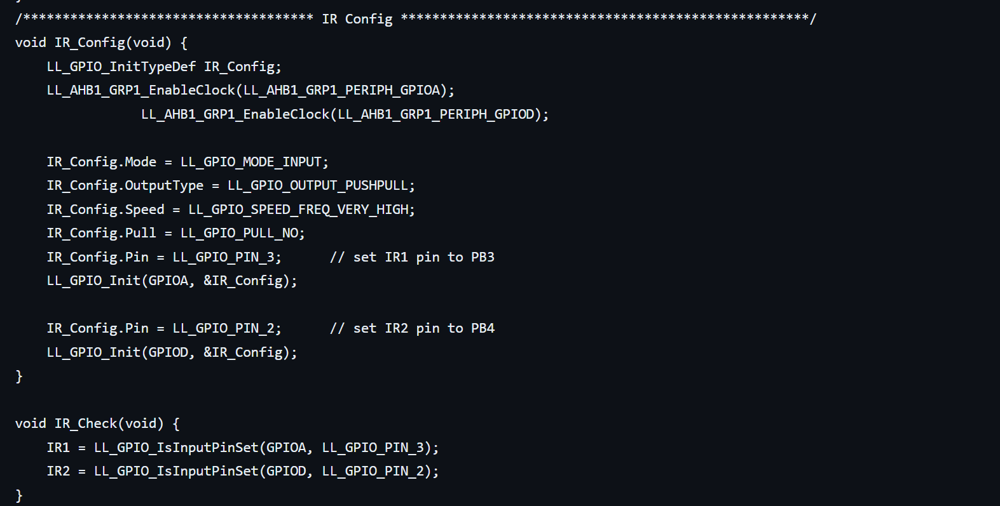 }
/************************************* IR Config ****************************************************/
void IR_Config(void) {
    LL_GPIO_InitTypeDef IR_Config;
    LL_AHB1_GRP1_EnableClock(LL_AHB1_GRP1_PERIPH_GPIOA);
                LL_AHB1_GRP1_EnableClock(LL_AHB1_GRP1_PERIPH_GPIOD);

    IR_Config.Mode = LL_GPIO_MODE_INPUT;
    IR_Config.OutputType = LL_GPIO_OUTPUT_PUSHPULL;
    IR_Config.Speed = LL_GPIO_SPEED_FREQ_VERY_HIGH;
    IR_Config.Pull = LL_GPIO_PULL_NO;
    IR_Config.Pin = LL_GPIO_PIN_3;      // set IR1 pin to PB3
    LL_GPIO_Init(GPIOA, &IR_Config);

    IR_Config.Pin = LL_GPIO_PIN_2;      // set IR2 pin to PB4
    LL_GPIO_Init(GPIOD, &IR_Config);
}

void IR_Check(void) {
    IR1 = LL_GPIO_IsInputPinSet(GPIOA, LL_GPIO_PIN_3);
    IR2 = LL_GPIO_IsInputPinSet(GPIOD, LL_GPIO_PIN_2);
}